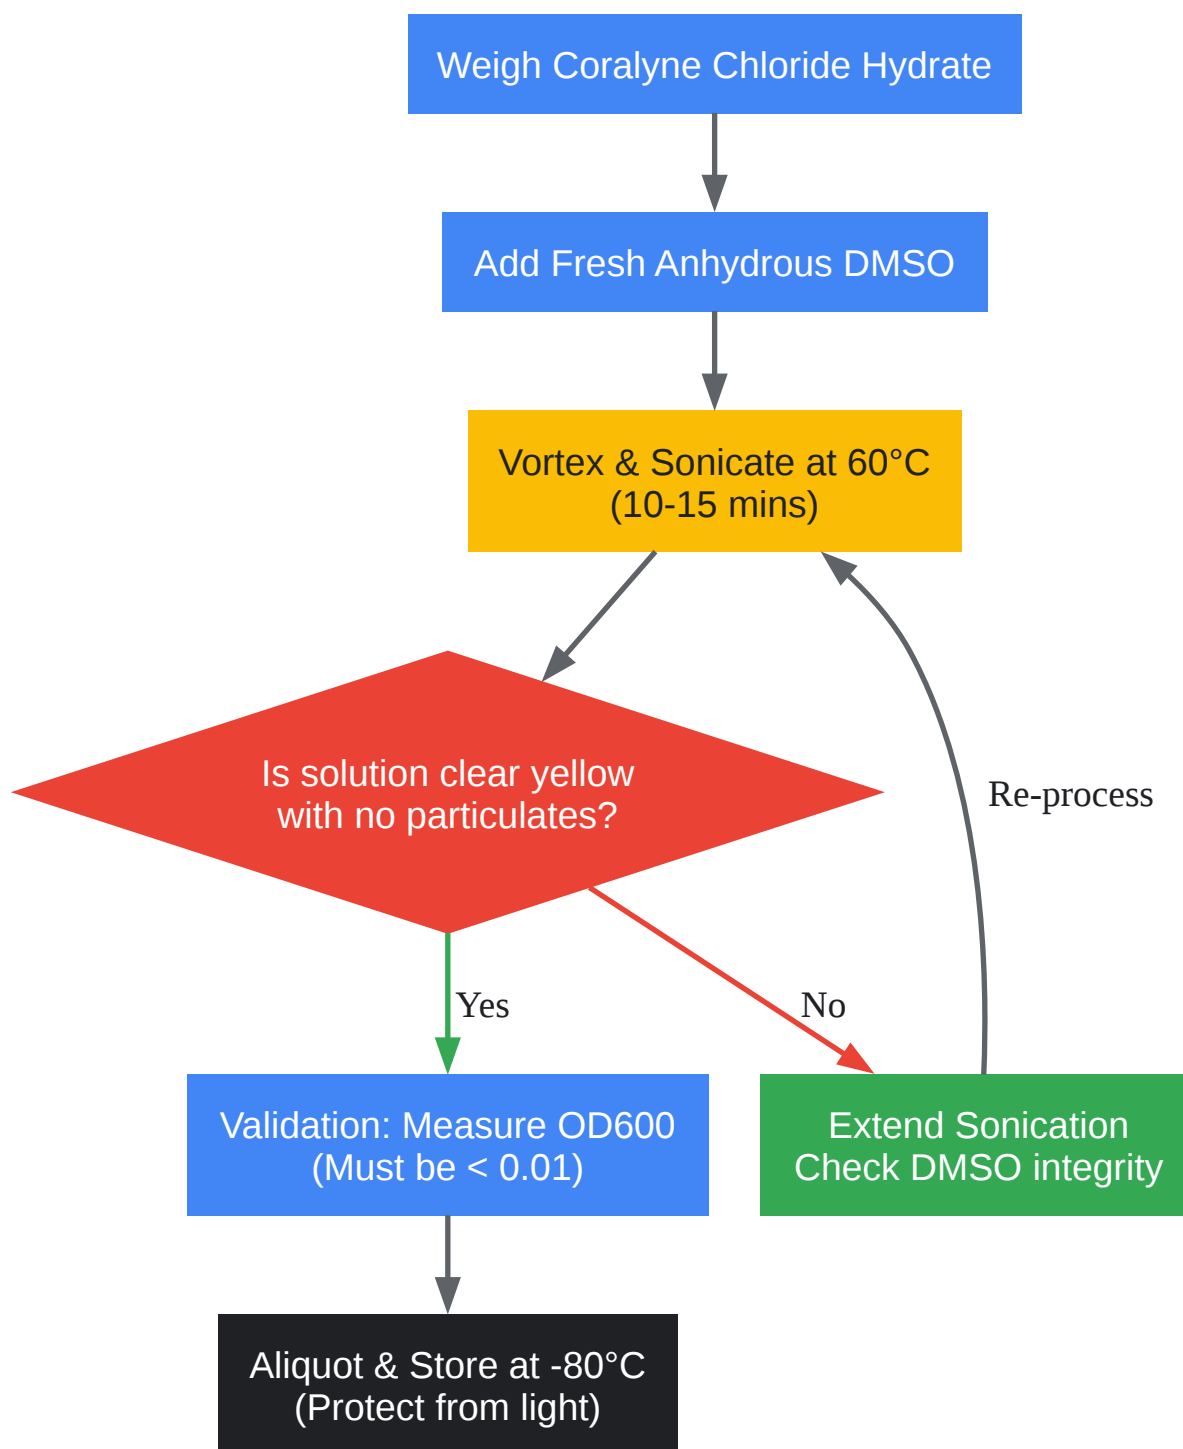 Weigh Coralyne Chloride Hydrate
Add Fresh Anhydrous DMSO
Vortex & Sonicate at 60°C
(10-15 mins)
Is solution clear yellow
with no particulates?
Re-process
Yes
No
Validation: Measure OD600
(Must be < 0.01)
Extend Sonication
Check DMSO integrity
Aliquot & Store at -80°C
(Protect from light)